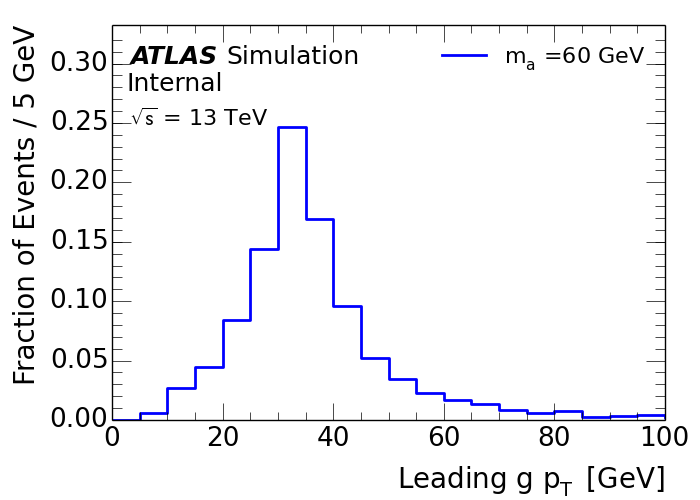 ATLAS Simulation
Internal
√s = 13 TeV
mₐ =60 GeV
Fraction of Events / 5 GeV
0.30
0.25
0.20
0.15
0.10
0.05
0.00
0 20 40 60 80 100
Leading g p_T [GeV]